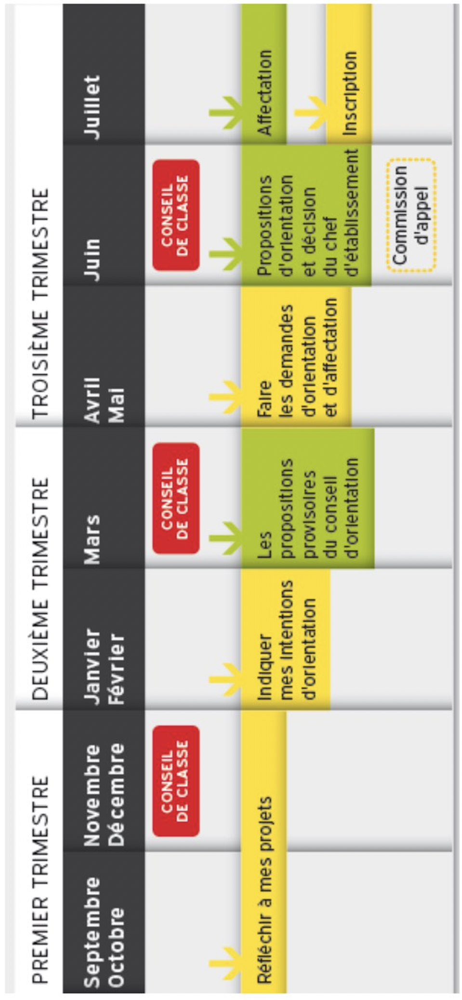 PREMIER TRIMESTRE
DEUXIÈME TRIMESTRE
TROISIÈME TRIMESTRE
Septembre
Octobre
Novembre
Décembre
Janvier
Février
Mars
Avril
Mai
Juin
Juillet
CONSEIL
DE CLASSE
CONSEIL
DE CLASSE
CONSEIL
DE CLASSE
Réfléchir à mes projets
Indiquer
mes intentions
d'orientation
Les
propositions
provisoires
du conseil
d'orientation
Faire
les demandes
d'orientation
et d'affectation
Propositions
d'orientation
et décision
du chef
d'établissement
Commission
d'appel
Affectation
Inscription